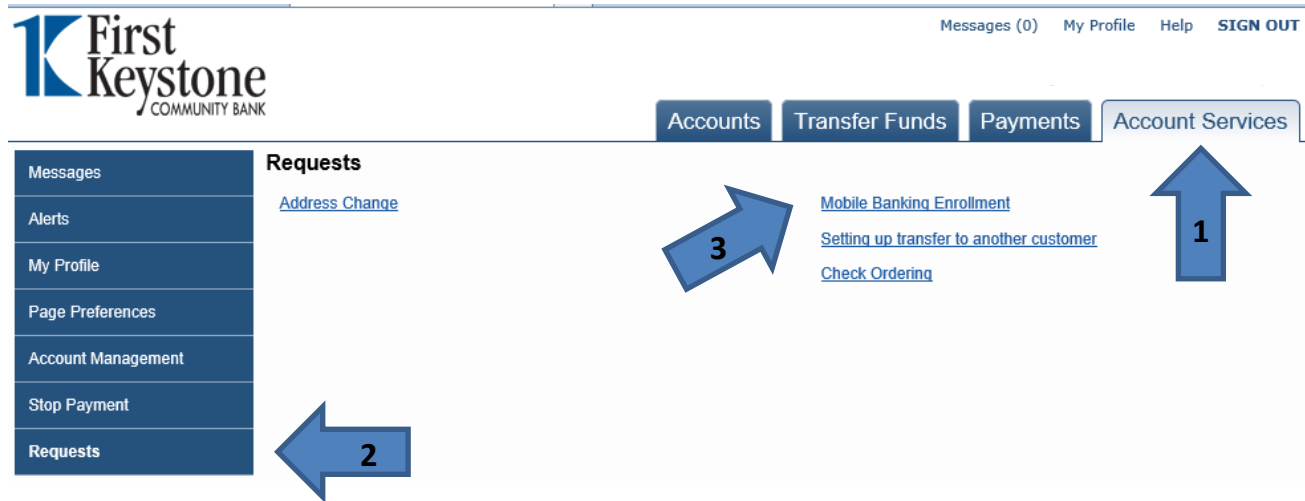 First
Keystone
COMMUNITY BANK
Messages (0) My Profile Help SIGN OUT
Accounts Transfer Funds Payments Account Services
Messages
Alerts
My Profile
Page Preferences
Account Management
Stop Payment
Requests
Requests
Address Change
Mobile Banking Enrollment
Setting up transfer to another customer
Check Ordering
1
2
3